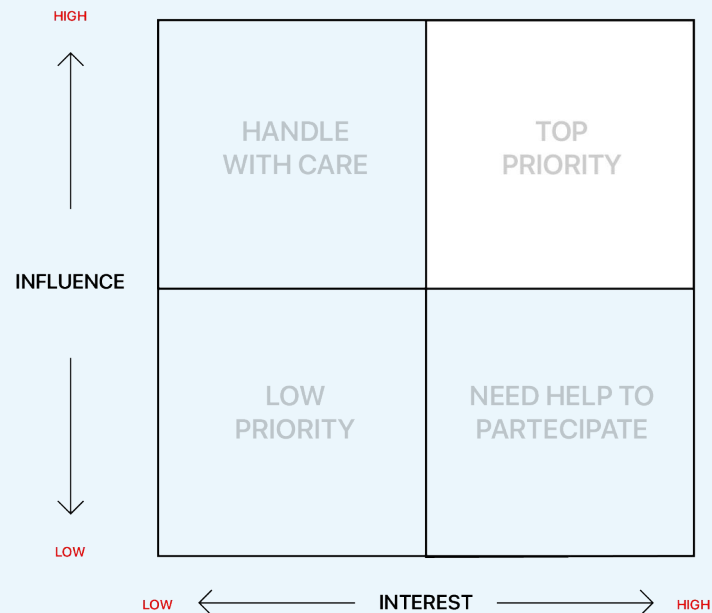 HIGH
HANDLE
WITH CARE
TOP
PRIORITY
INFLUENCE
LOW
PRIORITY
NEED HELP TO
PARTECIPATE
LOW
LOW
INTEREST
HIGH